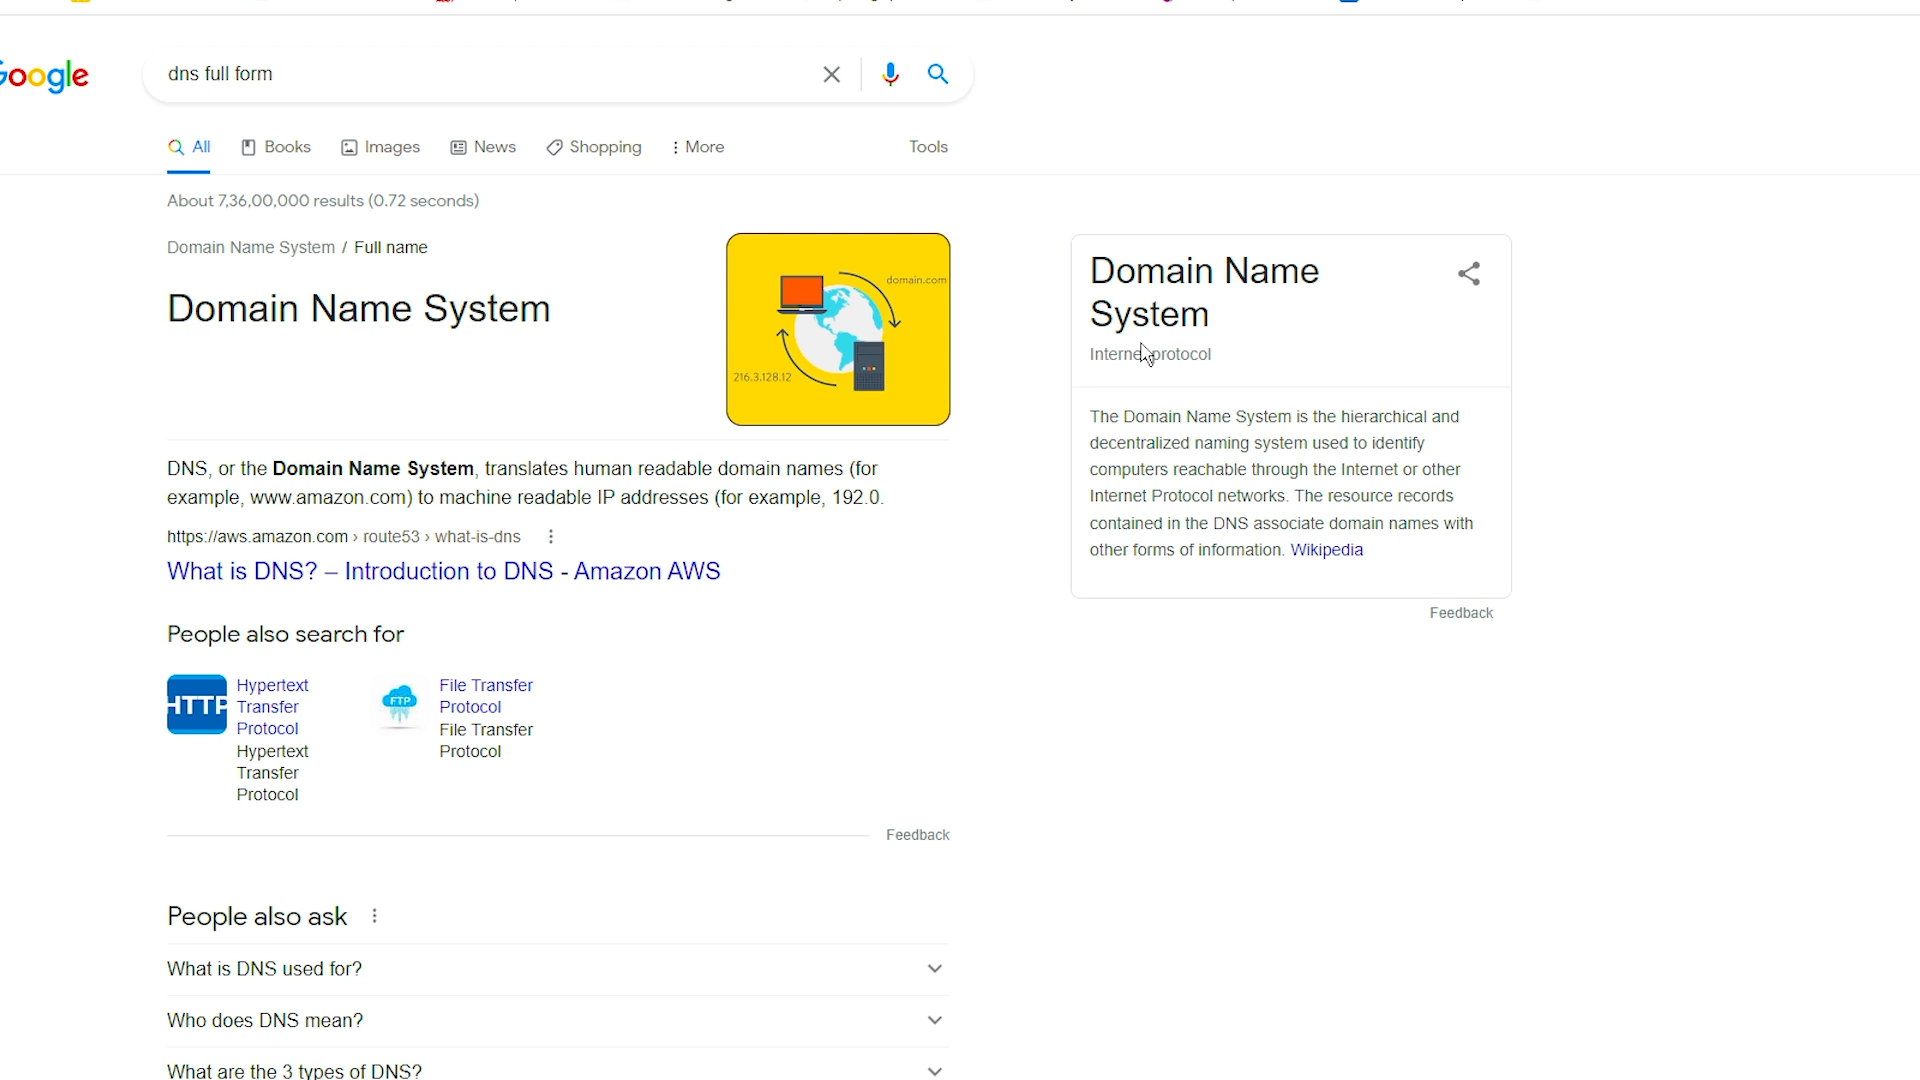 Google
dns full form
All Books Images News Shopping More Tools
About 7,36,00,000 results (0.72 seconds)
Domain Name System / Full name
Domain Name System
domain.com
216.3.128.12
DNS, or the Domain Name System, translates human readable domain names (for
example, www.amazon.com) to machine readable IP addresses (for example, 192.0.
https://aws.amazon.com › route53 › what-is-dns
What is DNS? – Introduction to DNS - Amazon AWS
People also search for
HTTP
Hypertext
Transfer
Protocol
Hypertext
Transfer
Protocol
FTP
File Transfer
Protocol
File Transfer
Protocol
Feedback
People also ask
What is DNS used for?
Who does DNS mean?
What are the 3 types of DNS?
Domain Name
System
Internet protocol
The Domain Name System is the hierarchical and
decentralized naming system used to identify
computers reachable through the Internet or other
Internet Protocol networks. The resource records
contained in the DNS associate domain names with
other forms of information. Wikipedia
Feedback